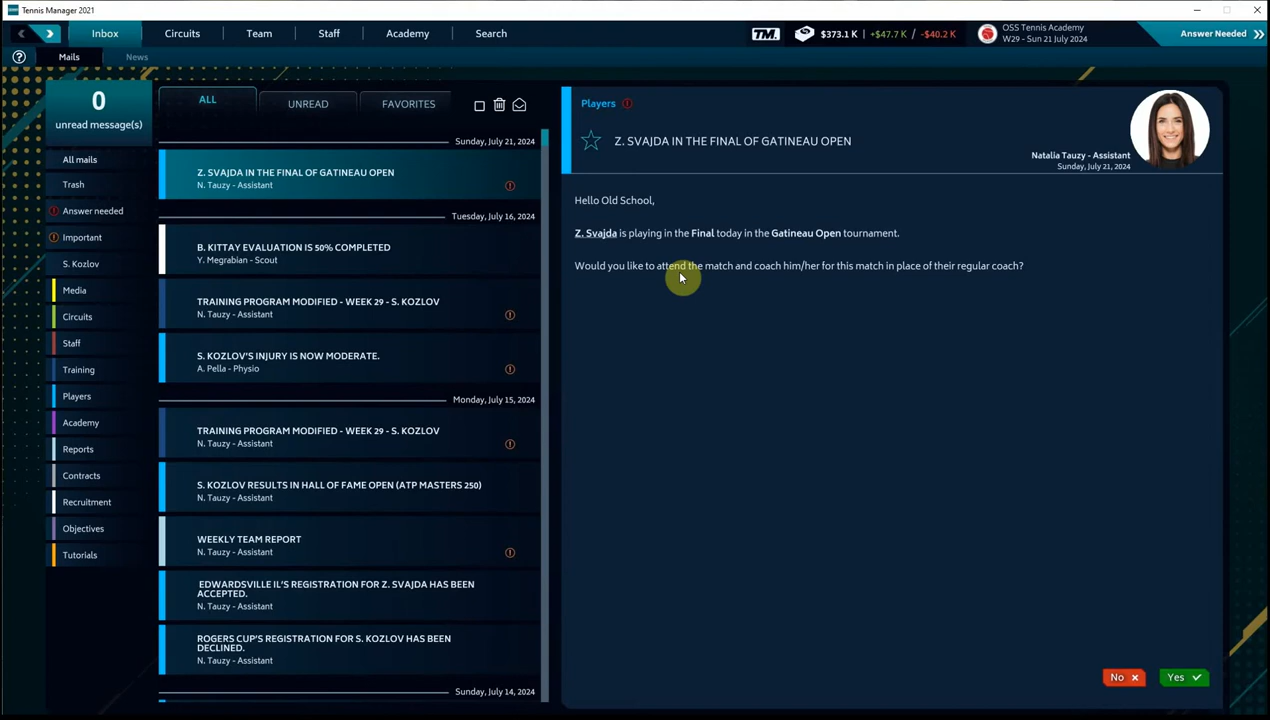 Tennis Manager 2021
Inbox
Circuits
Team
Staff
Academy
Search
TM.
$373.1 K
+$47.7 K
-$40.2 K
OSS Tennis Academy
W29 - Sun 21 July 2024
Answer Needed
Mails
News
0
unread message(s)
All mails
Trash
Answer needed
Important
S. Kozlov
Media
Circuits
Staff
Training
Players
Academy
Reports
Contracts
Recruitment
Objectives
Tutorials
ALL
UNREAD
FAVORITES
Sunday, July 21, 2024
Z. SVAJDA IN THE FINAL OF GATINEAU OPEN
N. Tauzy - Assistant
Tuesday, July 16, 2024
B. KITTAY EVALUATION IS 50% COMPLETED
Y. Megrabian - Scout
TRAINING PROGRAM MODIFIED - WEEK 29 - S. KOZLOV
N. Tauzy - Assistant
S. KOZLOV'S INJURY IS NOW MODERATE.
A. Pella - Physio
Monday, July 15, 2024
TRAINING PROGRAM MODIFIED - WEEK 29 - S. KOZLOV
N. Tauzy - Assistant
S. KOZLOV RESULTS IN HALL OF FAME OPEN (ATP MASTERS 250)
N. Tauzy - Assistant
WEEKLY TEAM REPORT
N. Tauzy - Assistant
EDWARDSVILLE IL'S REGISTRATION FOR Z. SVAJDA HAS BEEN
ACCEPTED.
N. Tauzy - Assistant
ROGERS CUP'S REGISTRATION FOR S. KOZLOV HAS BEEN
DECLINED.
N. Tauzy - Assistant
Sunday, July 14, 2024
Players
Z. SVAJDA IN THE FINAL OF GATINEAU OPEN
Natalia Tauzy - Assistant
Sunday, July 21, 2024
Hello Old School,
Z. Svajda is playing in the Final today in the Gatineau Open tournament.
Would you like to attend the match and coach him/her for this match in place of their regular coach?
No
Yes